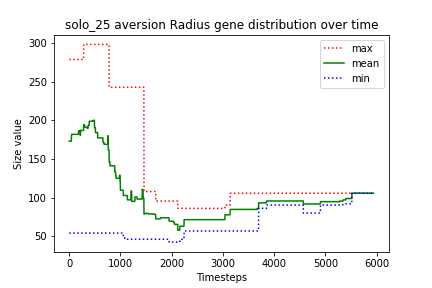 solo_25 aversion Radius gene distribution over time
300
250
200
150
100
50
Size value
max
mean
min
0
1000
2000
3000
4000
5000
6000
Timesteps